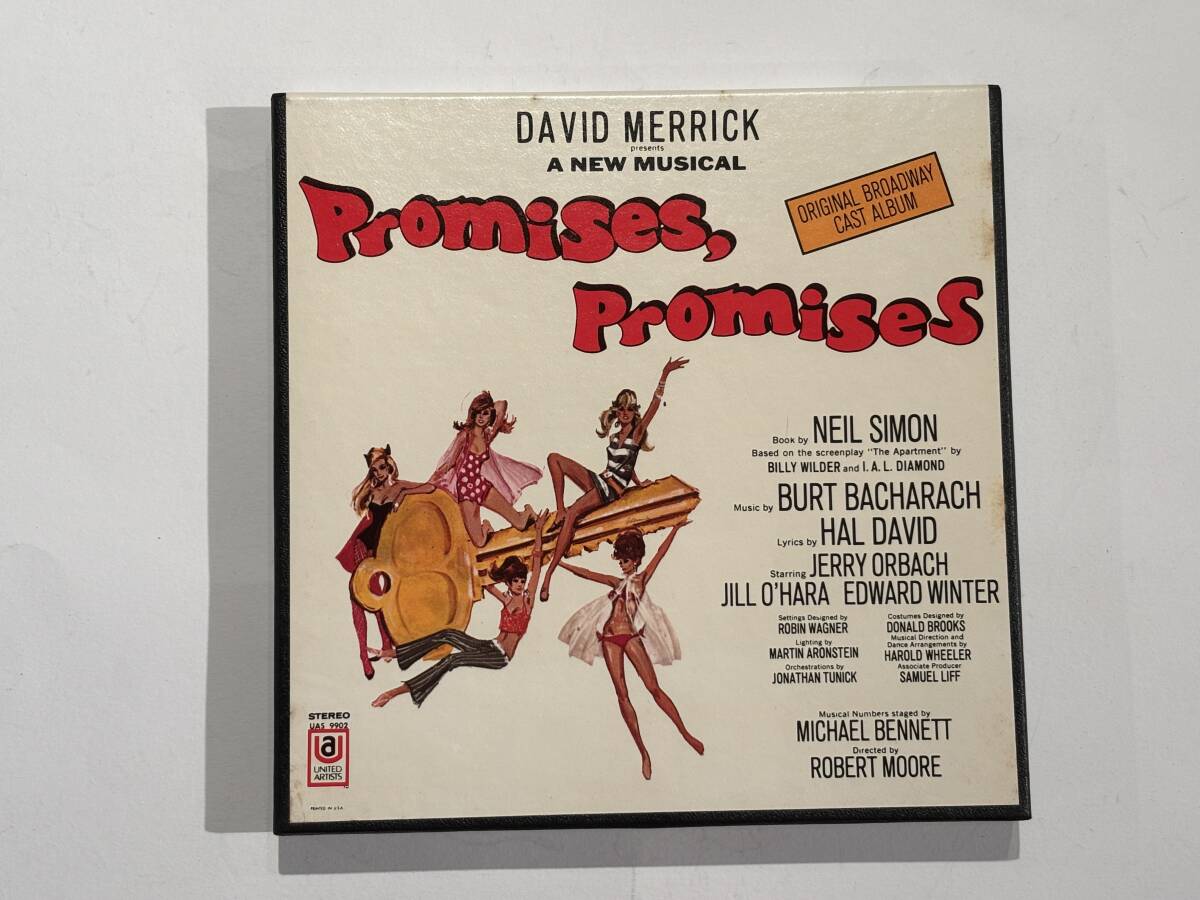 DAVID MERRICK
presents
A NEW MUSICAL
Promises,
Promises
ORIGINAL BROADWAY
CAST ALBUM
Book by NEIL SIMON
Based on the screenplay "The Apartment" by
BILLY WILDER and I. A. L. DIAMOND
Music by BURT BACHARACH
Lyrics by HAL DAVID
Starring JERRY ORBACH
JILL O'HARA EDWARD WINTER
Settings Designed by
ROBIN WAGNER
Lighting by
MARTIN ARONSTEIN
Orchestrations by
JONATHAN TUNICK
Costumes Designed by
DONALD BROOKS
Musical Direction and
Dance Arrangements by
HAROLD WHEELER
Associate Producer
SAMUEL LIFF
Musical Numbers staged by
MICHAEL BENNETT
Directed by
ROBERT MOORE
STEREO
UAS 9902
ua
UNITED
ARTISTS
PRINTED IN U.S.A.